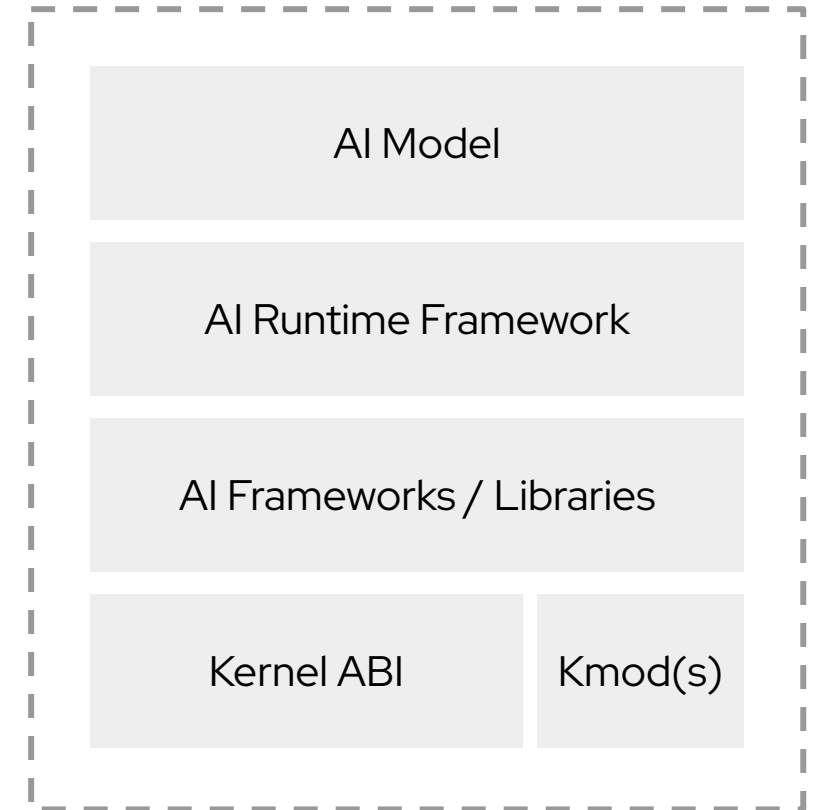 AI Model
AI Runtime Framework
AI Frameworks / Libraries
Kernel ABI
Kmod(s)